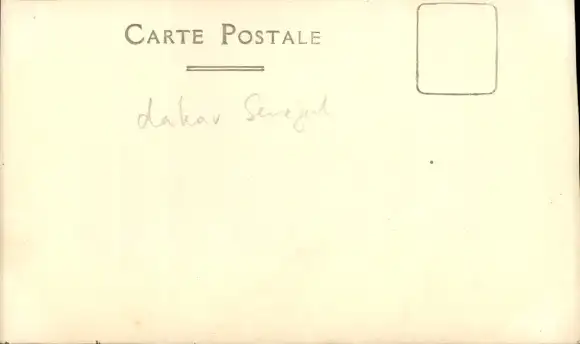 CARTE POSTALE
dakar Senegal